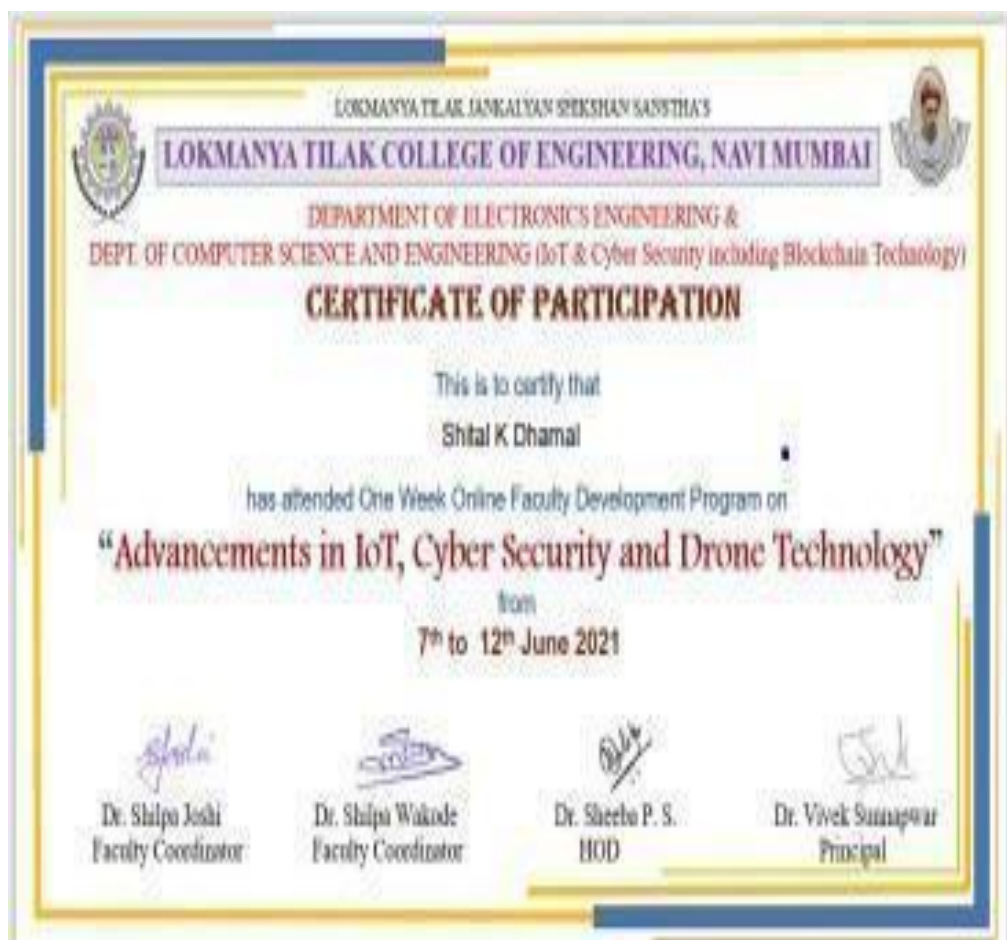 LOKMANYA TILAK JANKALYAN SHIKSHAN SANSTHA'S
LOKMANYA TILAK COLLEGE OF ENGINEERING, NAVI MUMBAI
DEPARTMENT OF ELECTRONICS ENGINEERING &
DEPT. OF COMPUTER SCIENCE AND ENGINEERING (IoT & Cyber Security including Blockchain Technology)
CERTIFICATE OF PARTICIPATION
This is to certify that
Shital K Dhamal
has attended One Week Online Faculty Development Program on
“Advancements in IoT, Cyber Security and Drone Technology”
from
7th to 12th June 2021
Dr. Shilpa Joshi Dr. Shilpa Wakode Dr. Sheeba P. S. Dr. Vivek Sunnapwar
Faculty Coordinator Faculty Coordinator HOD Principal